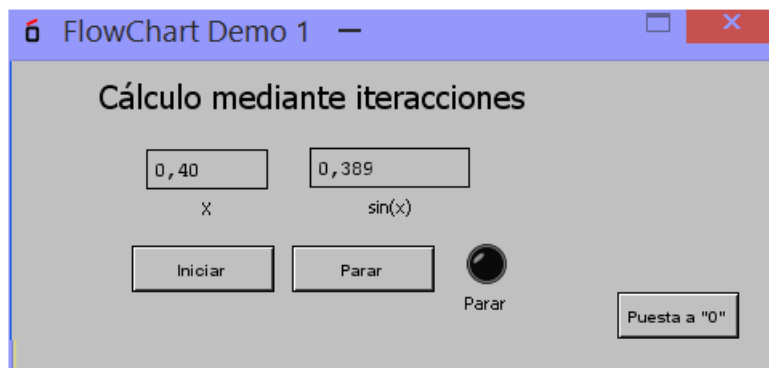 FlowChart Demo 1
Cálculo mediante iteracciones
0,40 0,389
X sin(x)
Iniciar Parar
Parar
Puesta a "0"